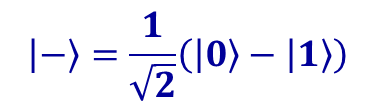 |−⟩ = 1/√2 (|0⟩ − |1⟩)